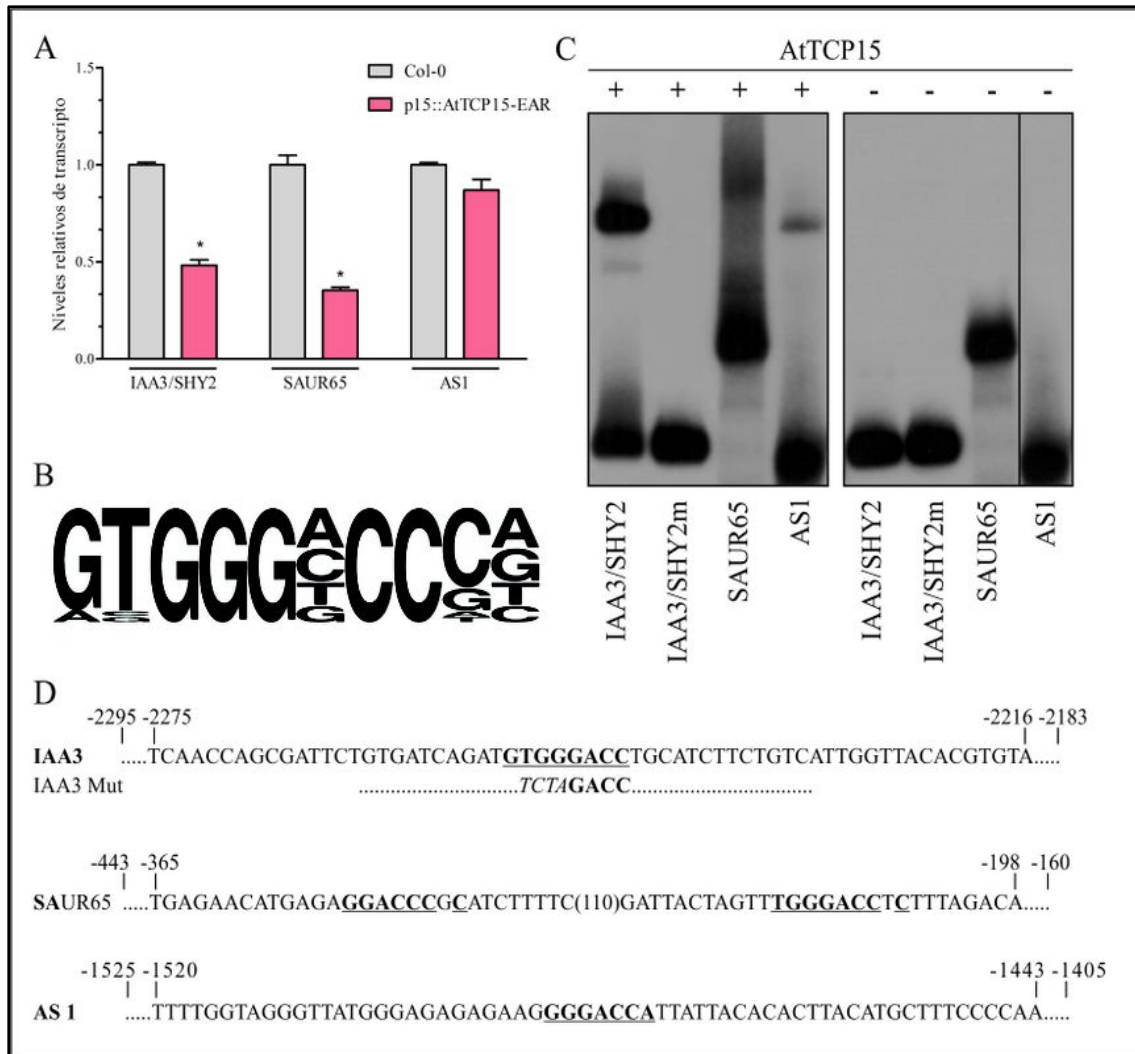 A
1.5
1.0
0.5
0.0
Niveles relativos de transcripto
Col-0
p15::AtTCP15-EAR
*
*
IAA3/SHY2 SAUR65 AS1
B
GTGGGACCCA
A CC G
T GT
G C
A
C
AtTCP15
+ + + + - - - -
IAA3/SHY2
IAA3/SHY2m
SAUR65
AS1
IAA3/SHY2
IAA3/SHY2m
SAUR65
AS1
D
-2295 -2275 -2216 -2183
IAA3 .....TCAACCAGCGATTCTGTGATCAGATGTGGGACCTGCATCTTCTGTCATTGGTTACACGTGTA.....
IAA3 Mut ......................TCTAGACC.........................
-443 -365 -198 -160
SAUR65 .....TGAGAACATGAGAGGACCCGCATCTTTTC(110)GATTACTAGTTTGGGACCTCTTTAGACA.....
-1525 -1520 -1443 -1405
AS 1 .....TTTTGGTAGGGTTATGGGAGAGAGAAGGGGACCATTATTACACACTTACATGCTTTCCCCAA.....